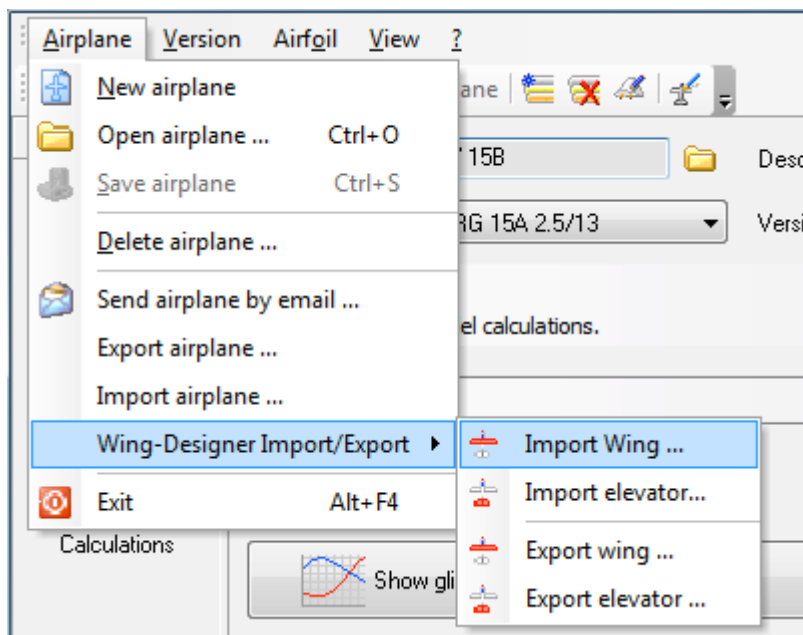 Airplane Version Airfoil View ?
New airplane
ane
Open airplane ... Ctrl+O
15B
Save airplane Ctrl+S
RG 15A 2.5/13
Delete airplane ...
Send airplane by email ...
el calculations.
Export airplane ...
Import airplane ...
Wing-Designer Import/Export
Import Wing ...
Import elevator...
Exit Alt+F4
Export wing ...
Calculations
Show gli
Export elevator ...